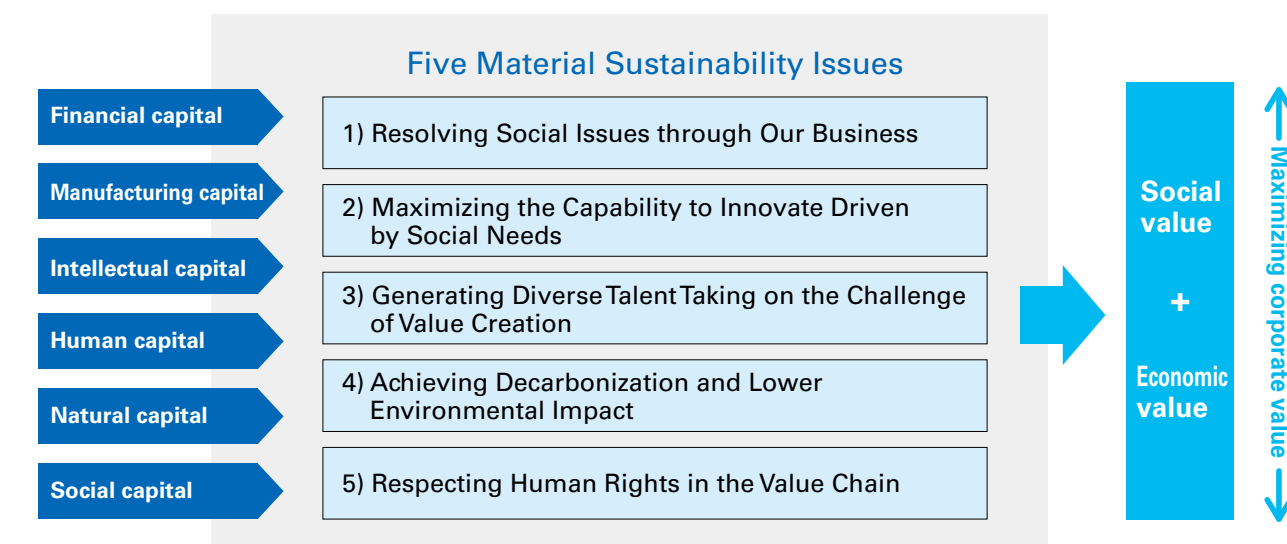 Five Material Sustainability Issues
Financial capital
Manufacturing capital
Intellectual capital
Human capital
Natural capital
Social capital
1) Resolving Social Issues through Our Business
2) Maximizing the Capability to Innovate Driven
by Social Needs
3) Generating Diverse Talent Taking on the Challenge
of Value Creation
4) Achieving Decarbonization and Lower
Environmental Impact
5) Respecting Human Rights in the Value Chain
Social
value
+
Economic
value
Maximizing corporate value